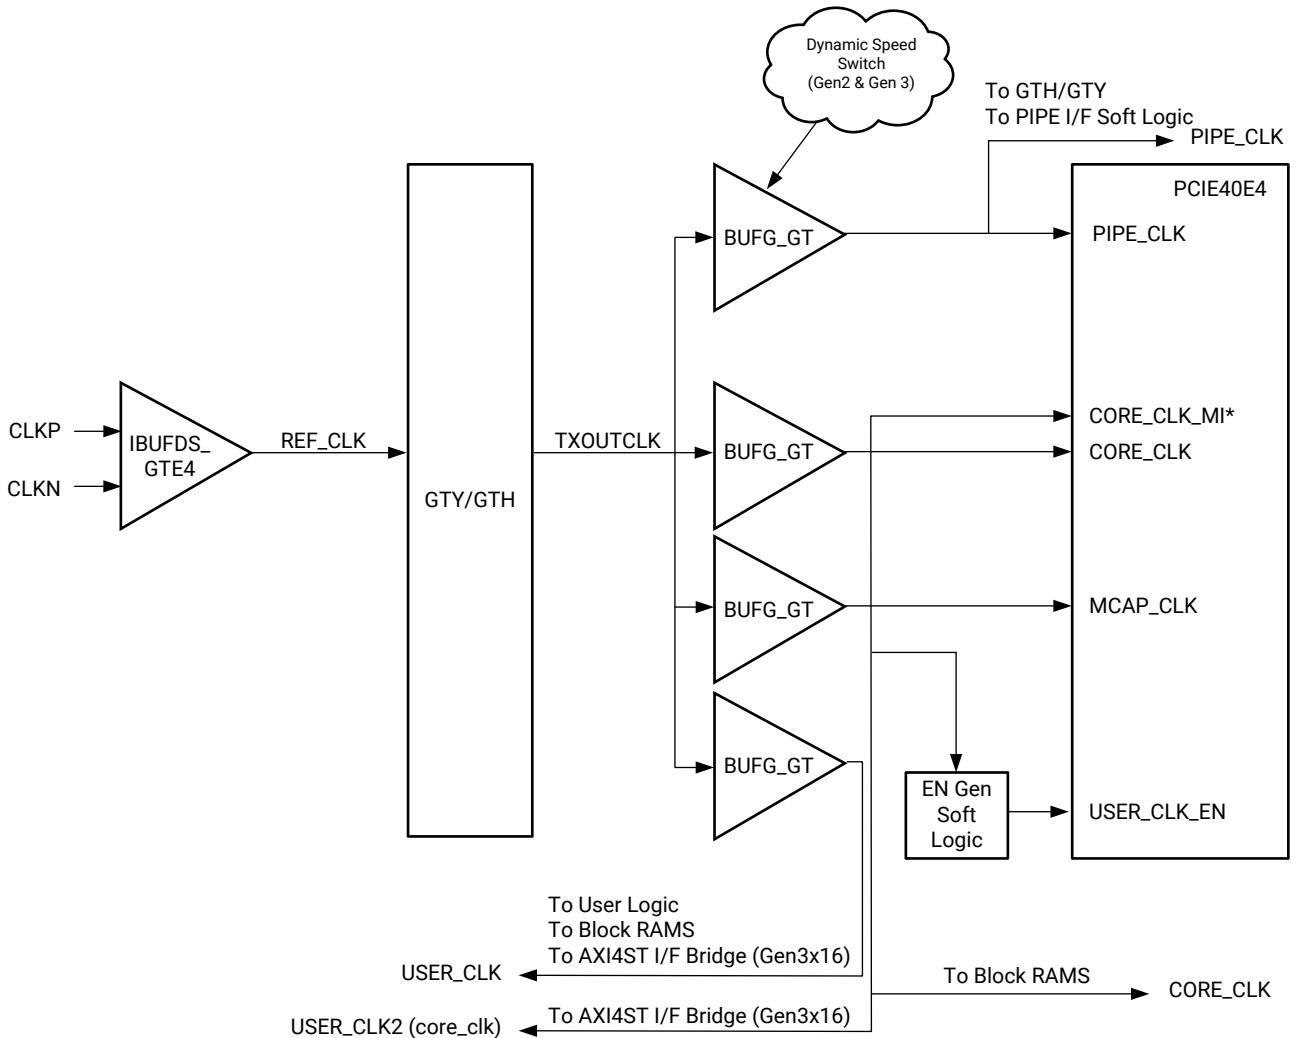 Dynamic Speed
Switch
(Gen2 & Gen 3)
To GTH/GTY
To PIPE I/F Soft Logic
PIPE_CLK
PCIE40E4
BUFG_GT
PIPE_CLK
CORE_CLK_MI*
CLKP
IBUFDS_
GTE4
REF_CLK
TXOUTCLK
BUFG_GT
CORE_CLK
CLKN
GTY/GTH
BUFG_GT
MCAP_CLK
BUFG_GT
EN Gen
Soft
Logic
USER_CLK_EN
To User Logic
To Block RAMS
To AXI4ST I/F Bridge (Gen3x16)
USER_CLK
To Block RAMS
CORE_CLK
To AXI4ST I/F Bridge (Gen3x16)
USER_CLK2 (core_clk)